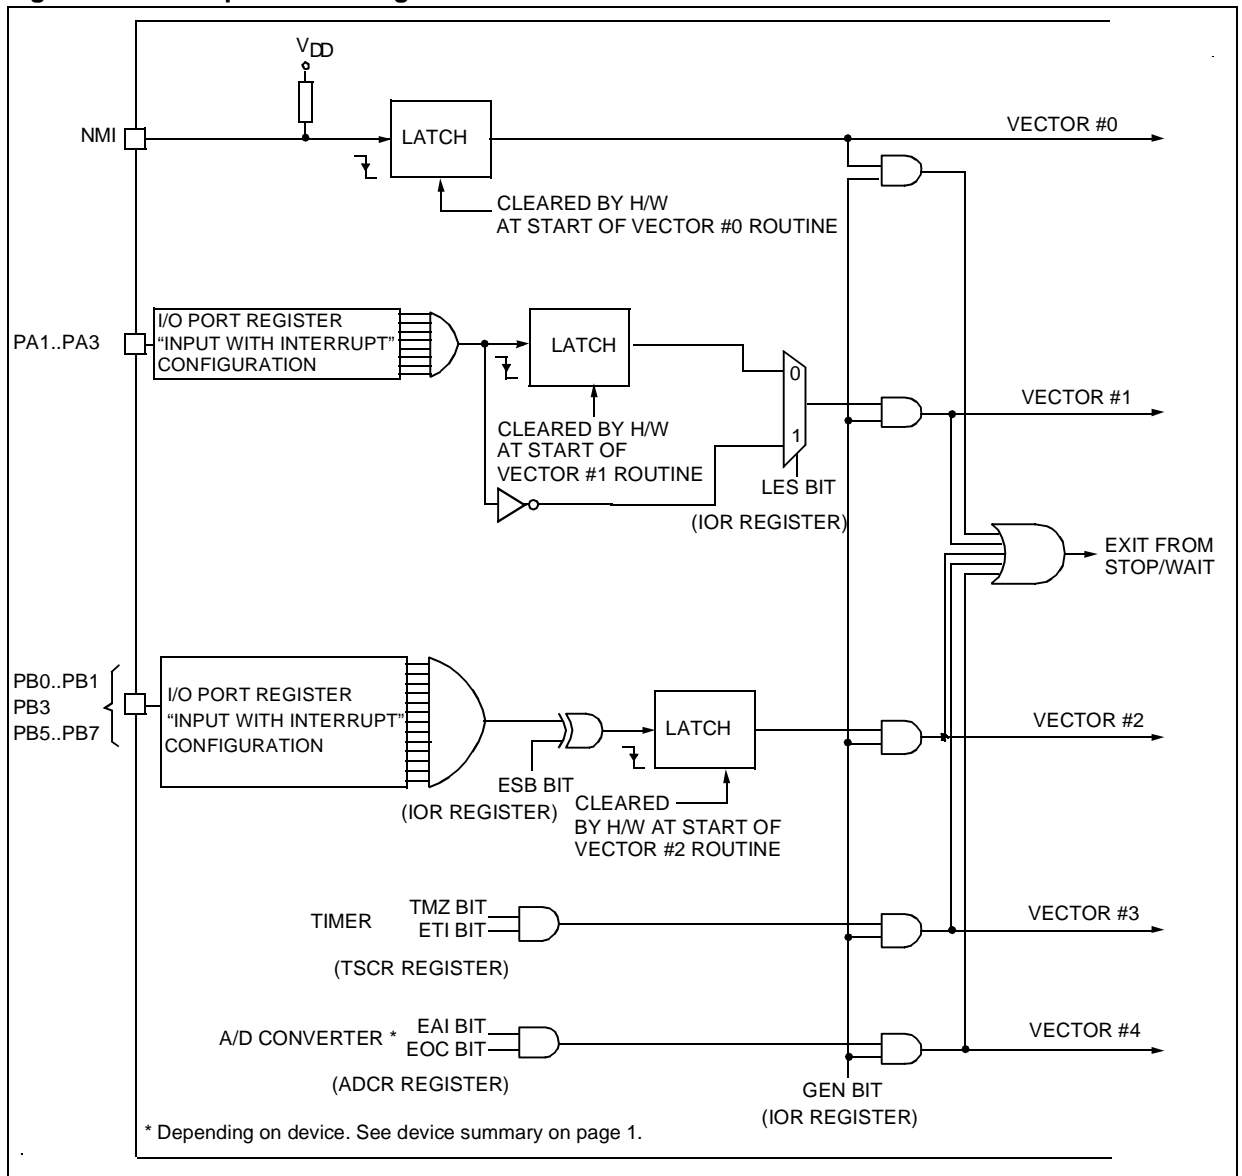 VDD
NMI
LATCH
VECTOR #0
CLEARED BY H/W
AT START OF VECTOR #0 ROUTINE
PA1..PA3
I/O PORT REGISTER
“INPUT WITH INTERRUPT”
CONFIGURATION
LATCH
0
1
VECTOR #1
CLEARED BY H/W
AT START OF
VECTOR #1 ROUTINE
LES BIT
(IOR REGISTER)
EXIT FROM
STOP/WAIT
PB0..PB1
PB3
PB5..PB7
I/O PORT REGISTER
“INPUT WITH INTERRUPT”
CONFIGURATION
LATCH
VECTOR #2
ESB BIT
(IOR REGISTER)
CLEARED
BY H/W AT START OF
VECTOR #2 ROUTINE
TIMER
TMZ BIT
ETI BIT
(TSCR REGISTER)
VECTOR #3
A/D CONVERTER *
EAI BIT
EOC BIT
(ADCR REGISTER)
VECTOR #4
GEN BIT
(IOR REGISTER)
* Depending on device. See device summary on page 1.